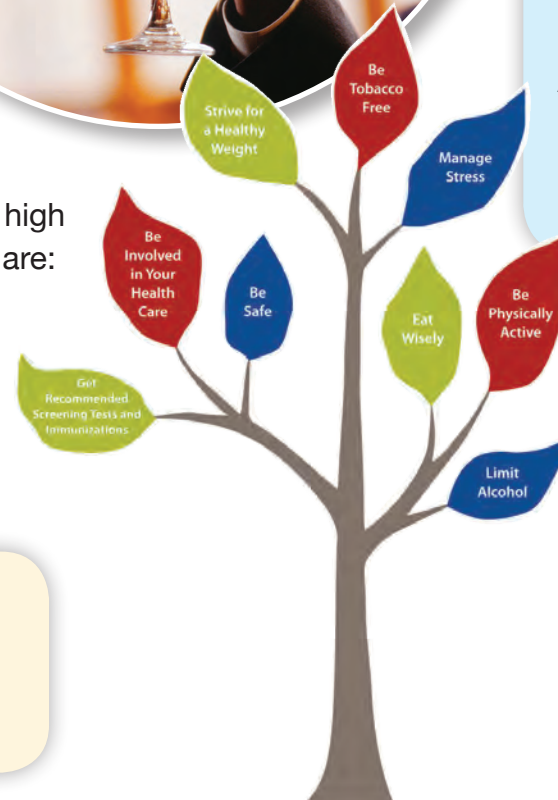 high
are:
Be
Tobacco
Free
Strive for
a Healthy
Weight
Manage
Stress
Be
Involved
in Your
Health
Care
Be
Safe
Eat
Wisely
Be
Physically
Active
Get
Recommended
Screening Tests and
Immunizations
Limit
Alcohol